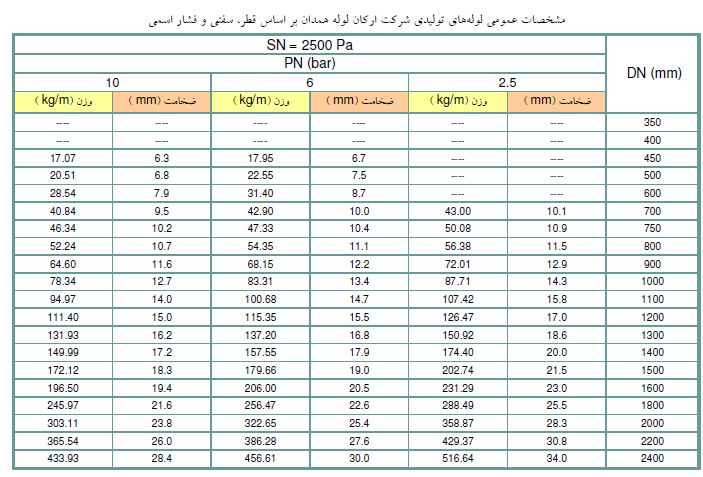 مشخصات عمومی لوله‌های تولیدی شرکت ارکان لوله همدان بر اساس قطر، سفتی و فشار اسمی
SN = 2500 Pa
DN (mm)
PN (bar)
10 6 2.5
وزن (kg/m) ضخامت (mm) وزن (kg/m) ضخامت (mm) وزن (kg/m) ضخامت (mm)
---- ---- ---- ---- ---- ---- 350
---- ---- ---- ---- ---- ---- 400
17.07 6.3 17.95 6.7 ---- ---- 450
20.51 6.8 22.55 7.5 ---- ---- 500
28.54 7.9 31.40 8.7 ---- ---- 600
40.84 9.5 42.90 10.0 43.00 10.1 700
46.34 10.2 47.33 10.4 50.08 10.9 750
52.24 10.7 54.35 11.1 56.38 11.5 800
64.60 11.6 68.15 12.2 72.01 12.9 900
78.34 12.7 83.31 13.4 87.71 14.3 1000
94.97 14.0 100.68 14.7 107.42 15.8 1100
111.40 15.0 115.35 15.5 126.47 17.0 1200
131.93 16.2 137.20 16.8 150.92 18.6 1300
149.99 17.2 157.55 17.9 174.40 20.0 1400
172.12 18.3 179.66 19.0 202.74 21.5 1500
196.50 19.4 206.00 20.5 231.29 23.0 1600
245.97 21.6 256.47 22.6 288.49 25.5 1800
303.11 23.8 322.65 25.4 358.87 28.3 2000
365.54 26.0 386.28 27.6 429.37 30.8 2200
433.93 28.4 456.61 30.0 516.64 34.0 2400